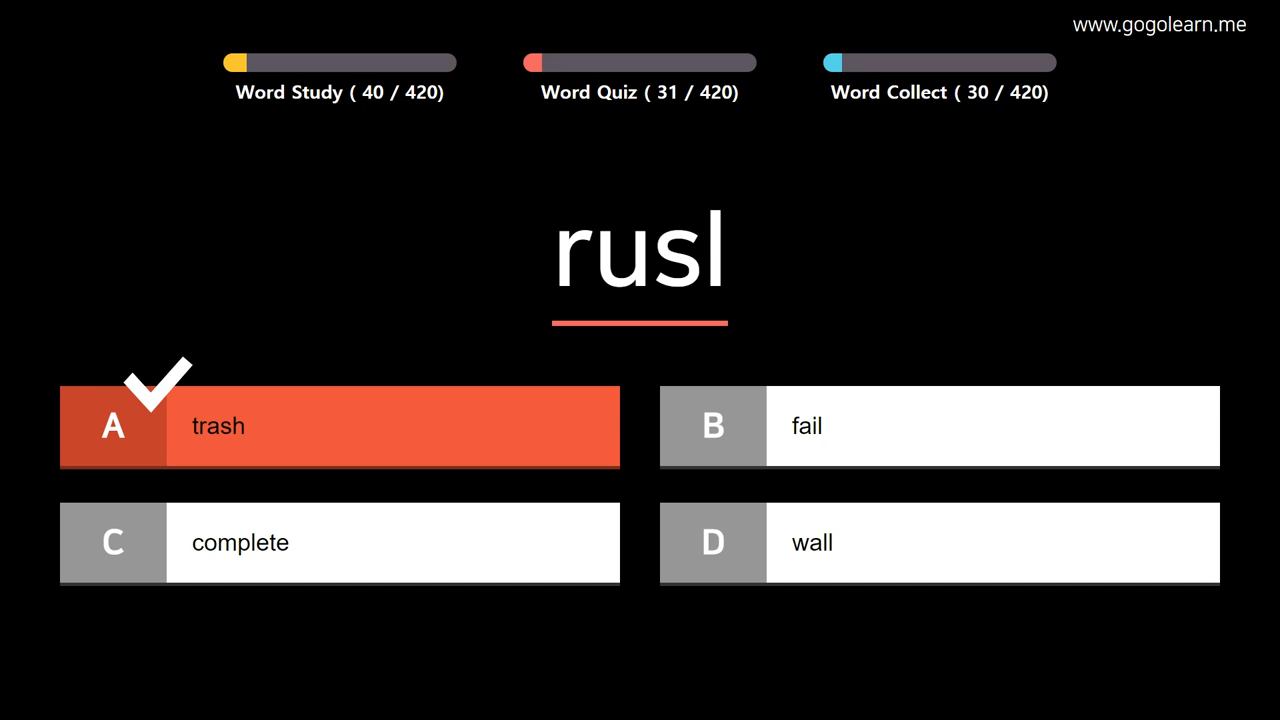 www.gogolearn.me
Word Study ( 40 / 420)
Word Quiz ( 31 / 420)
Word Collect ( 30 / 420)
rusl
A trash
B fail
C complete
D wall